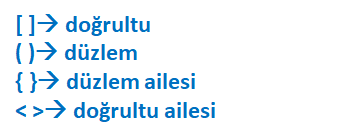 [ ]→ doğrultu
( )→ düzlem
{ }→ düzlem ailesi
< >→ doğrultu ailesi